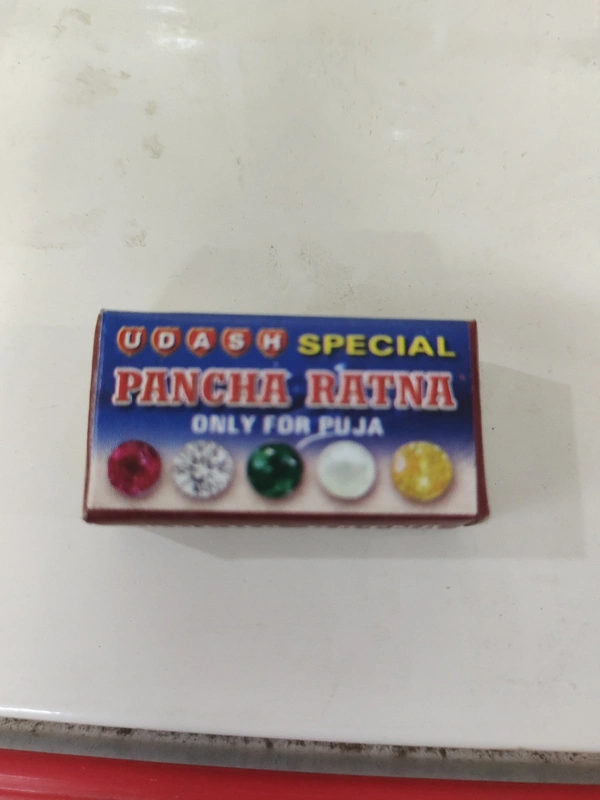 UDASH SPECIAL
PANCHA RATNA
ONLY FOR PUJA